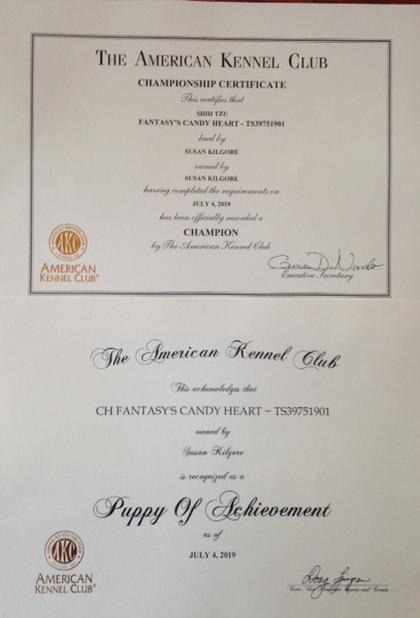 THE AMERICAN KENNEL CLUB
CHAMPIONSHIP CERTIFICATE
This certifies that
SHIH TZU
FANTASY'S CANDY HEART ~ TS39751901
bred by
SUSAN KILGORE
owned by
SUSAN KILGORE
having completed the requirements on
JULY 4, 2019
has been officially recorded a
CHAMPION
by The American Kennel Club
AKC
AMERICAN
KENNEL CLUB®
Executive Secretary
The American Kennel Club
This acknowledges that
CH FANTASY'S CANDY HEART ~ TS39751901
owned by
Susan Kilgore
is recognized as a
Puppy Of Achievement
as of
JULY 4, 2019
AKC
AMERICAN
KENNEL CLUB®